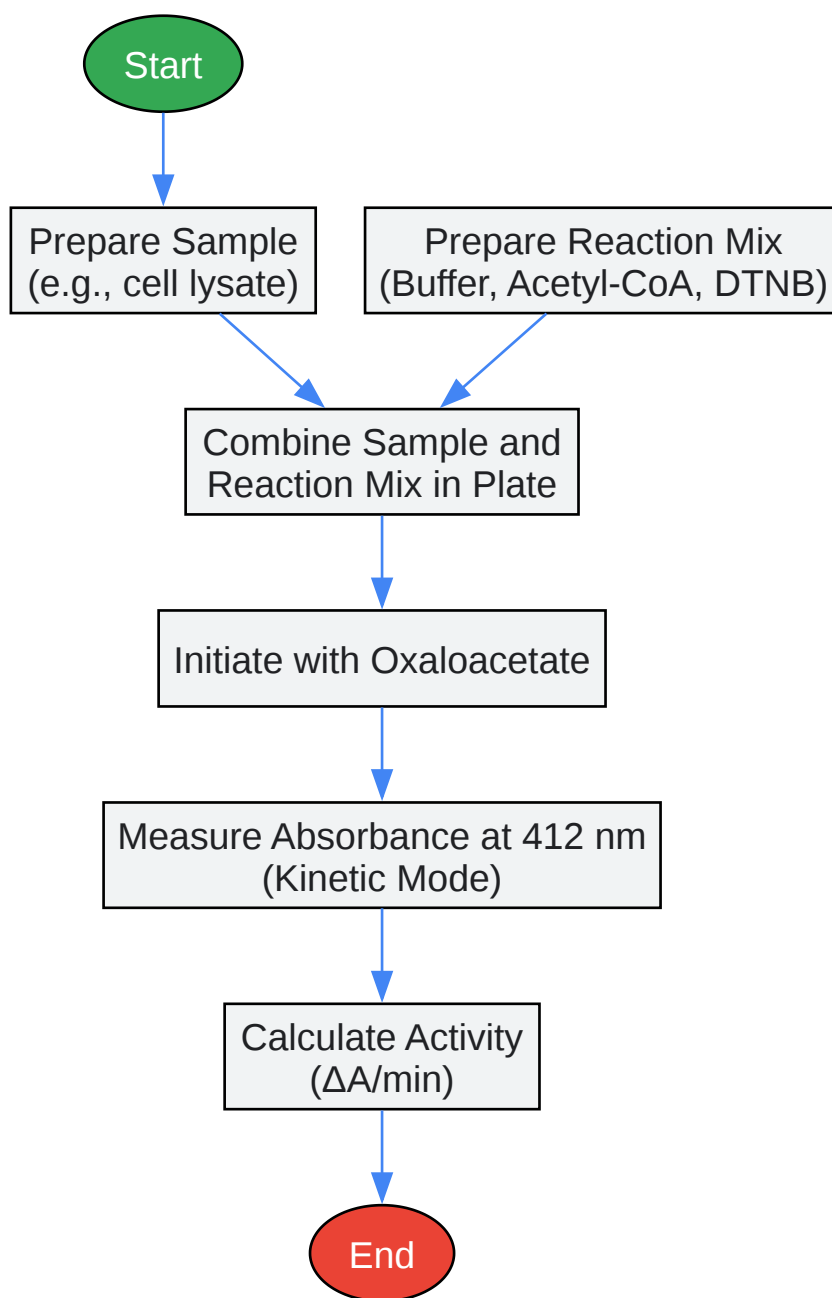 Start
Prepare Sample
(e.g., cell lysate)
Prepare Reaction Mix
(Buffer, Acetyl-CoA, DTNB)
Combine Sample and
Reaction Mix in Plate
Initiate with Oxaloacetate
Measure Absorbance at 412 nm
(Kinetic Mode)
Calculate Activity
(ΔA/min)
End